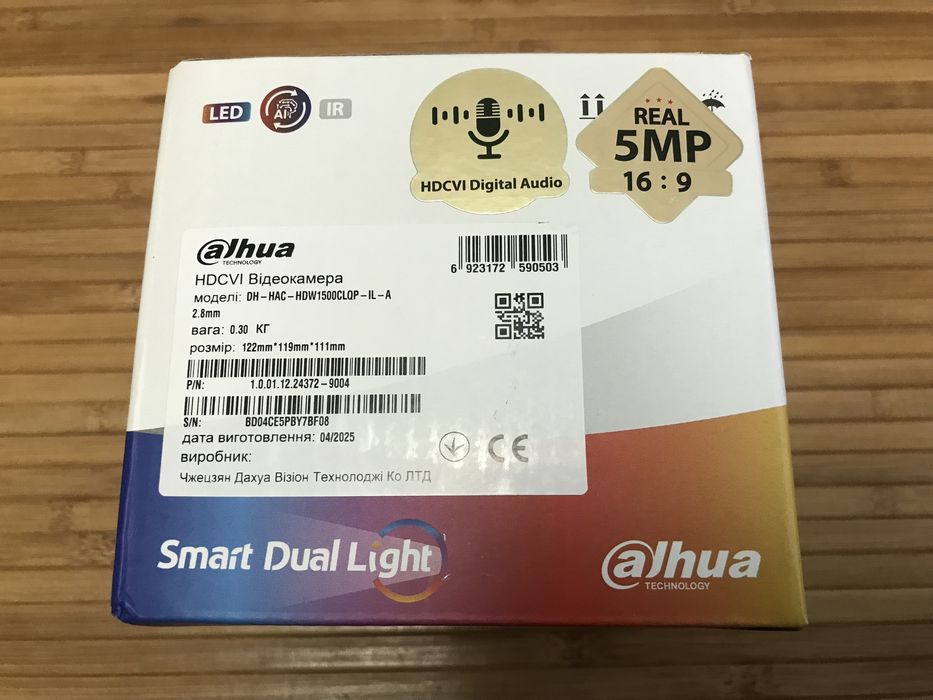 LED
AI
IR
HDCVI Digital Audio
REAL
5MP
16 : 9
alhua
TECHNOLOGY
HDCVI Відеокамера
моделі: DH-HAC-HDW1500CLQP-IL-A
2.8mm
вага: 0.30 КГ
розмір: 122mm*119mm*111mm
6 923172 590503
P/N: 1.0.01.12.24372-9004
S/N: BD04CE5PBY7BF08
дата виготовлення: 04/2025
виробник:
Чжецзян Дахуа Візіон Технолоджі Ко ЛТД
CE
Smart Dual Light
alhua
TECHNOLOGY